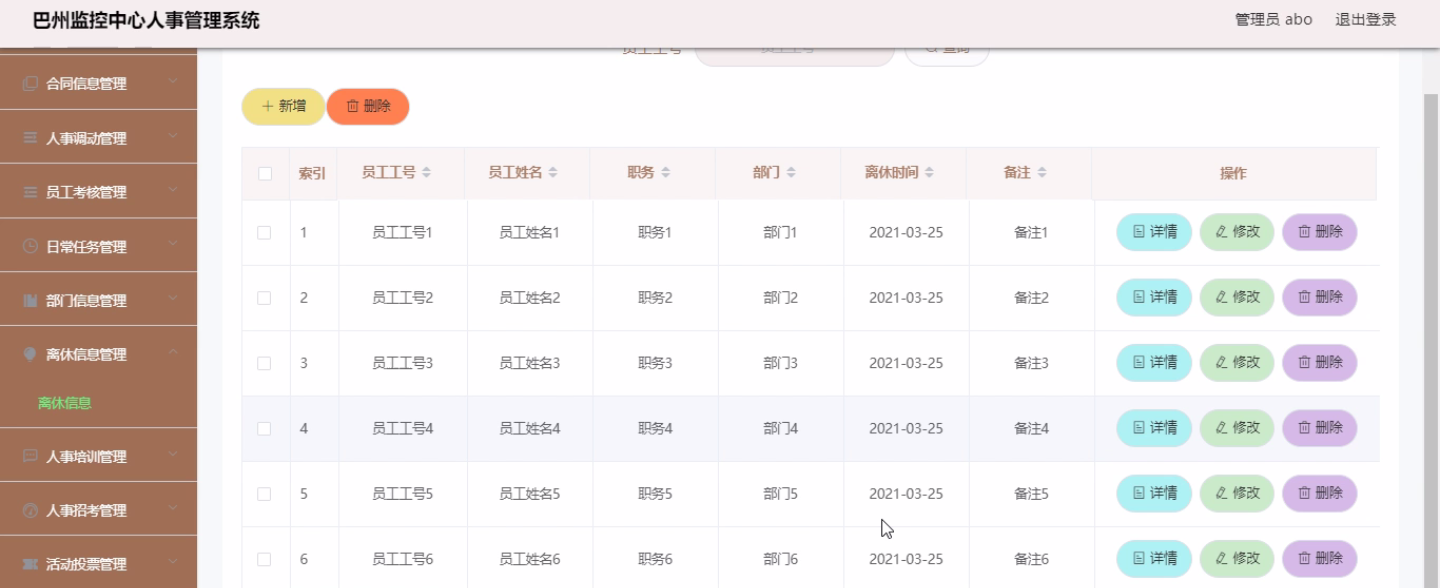 巴州监控中心人事管理系统
管理员 abo 退出登录
员工工号 员工工号 查询
合同信息管理
人事调动管理
员工考核管理
日常任务管理
部门信息管理
离休信息管理
离休信息
人事培训管理
人事招考管理
活动投票管理
新增 删除
索引 员工工号 员工姓名 职务 部门 离休时间 备注 操作
1 员工工号1 员工姓名1 职务1 部门1 2021-03-25 备注1 详情 修改 删除
2 员工工号2 员工姓名2 职务2 部门2 2021-03-25 备注2 详情 修改 删除
3 员工工号3 员工姓名3 职务3 部门3 2021-03-25 备注3 详情 修改 删除
4 员工工号4 员工姓名4 职务4 部门4 2021-03-25 备注4 详情 修改 删除
5 员工工号5 员工姓名5 职务5 部门5 2021-03-25 备注5 详情 修改 删除
6 员工工号6 员工姓名6 职务6 部门6 2021-03-25 备注6 详情 修改 删除